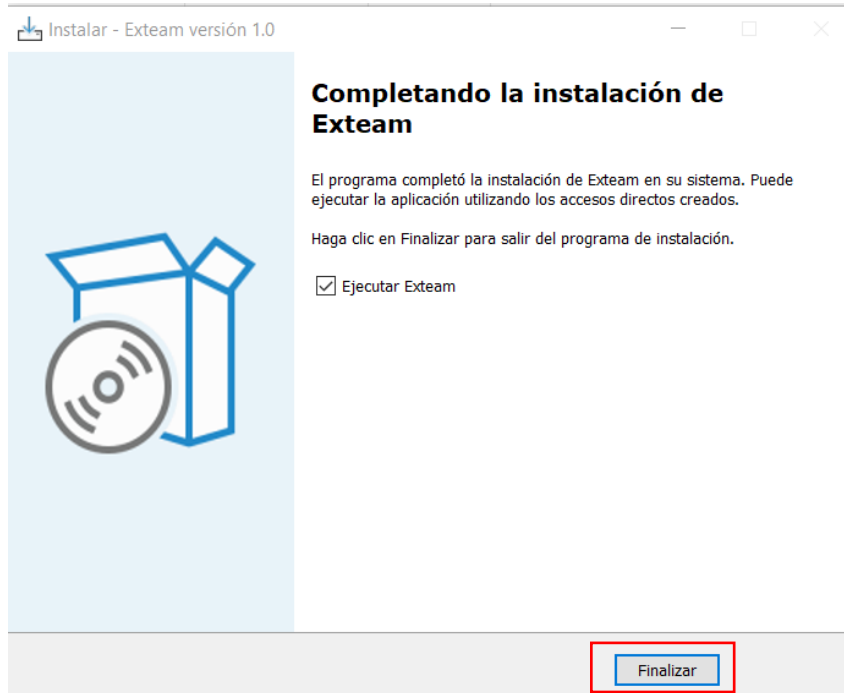 Instalar - Exteam versión 1.0
Completando la instalación de
Exteam
El programa completó la instalación de Exteam en su sistema. Puede
ejecutar la aplicación utilizando los accesos directos creados.
Haga clic en Finalizar para salir del programa de instalación.
Ejecutar Exteam
Finalizar